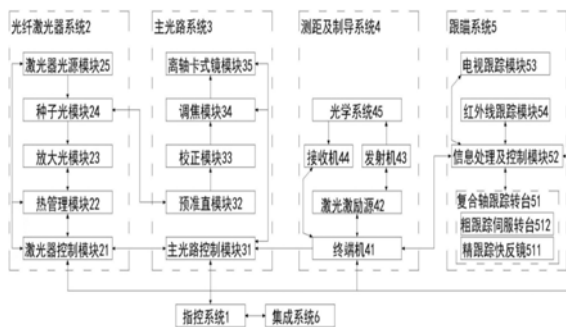 光纤激光器系统2
激光器光源模块25
种子光模块24
放大光模块23
热管理模块22
激光器控制模块21
主光路系统3
离轴卡式镜模块35
调焦模块34
校正模块33
预准直模块32
主光路控制模块31
测距及制导系统4
光学系统45
接收机44
发射机43
激光激励源42
终端机41
跟瞄系统5
电视跟踪模块53
红外线跟踪模块54
信息处理及控制模块52
复合轴跟踪转台51
粗跟踪伺服转台512
精跟踪快反镜511
指控系统1
集成系统6